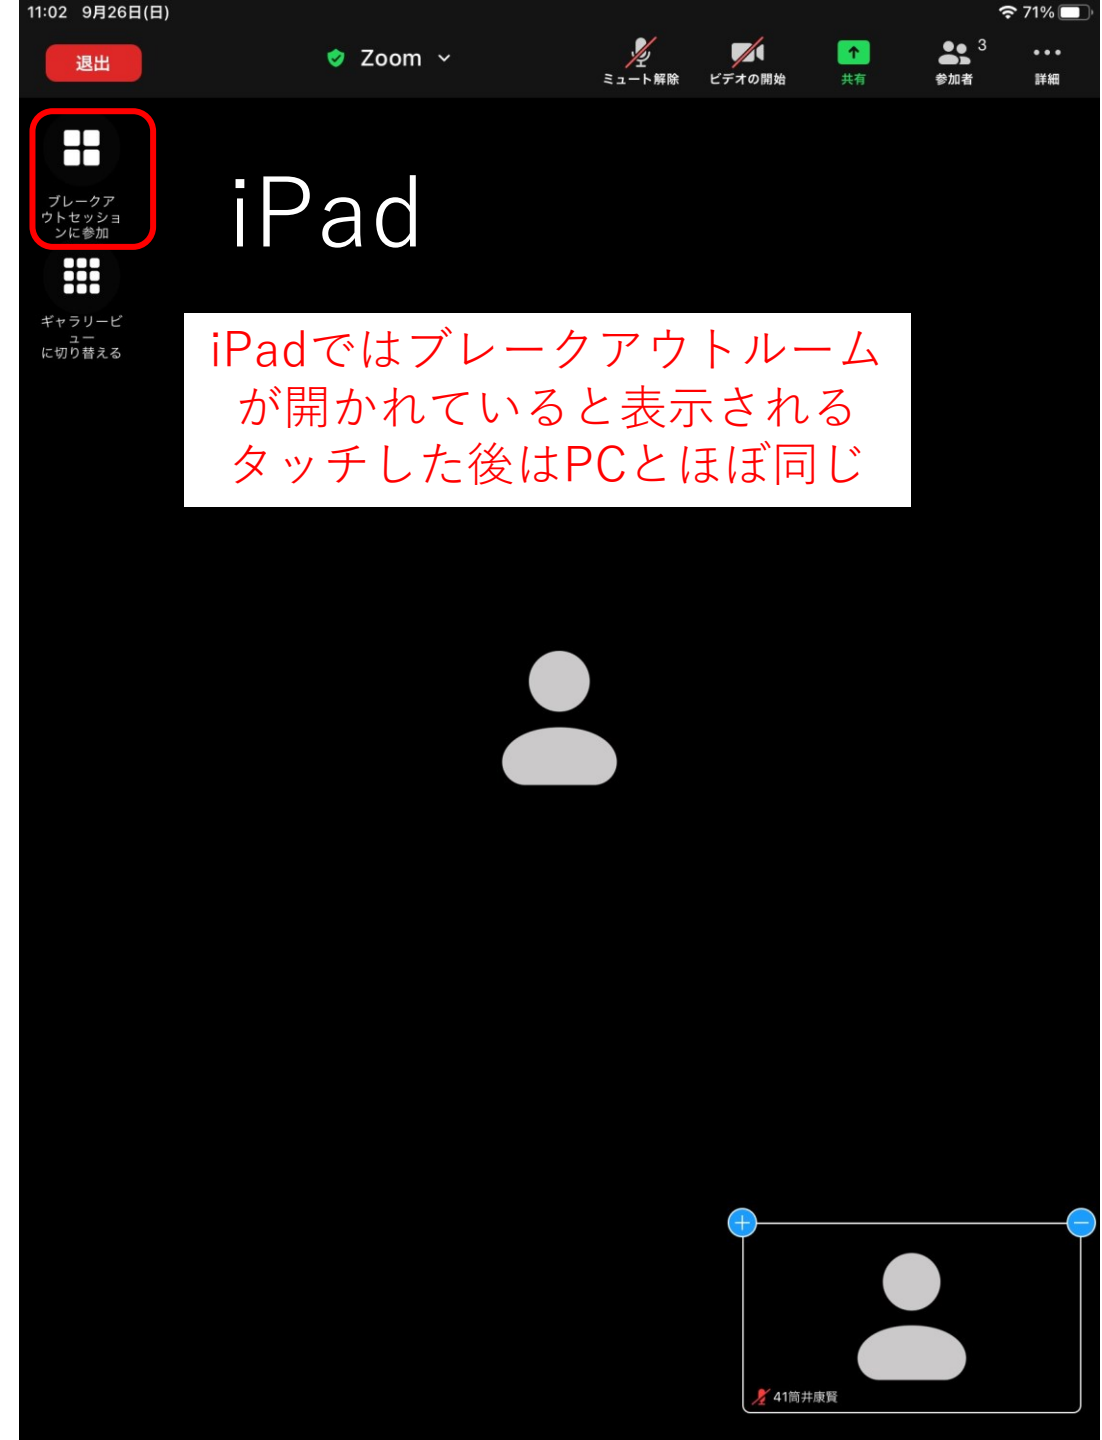 11:02 9月26日(日)
71%
退出
Zoom
ミュート解除
ビデオの開始
共有
参加者
3
詳細
ブレークア
ウトセッショ
ンに参加
iPad
ギャラリービ
ュー
に切り替える
iPadではブレークアウトルーム
が開かれていると表示される
タッチした後はPCとほぼ同じ
41筒井康賢